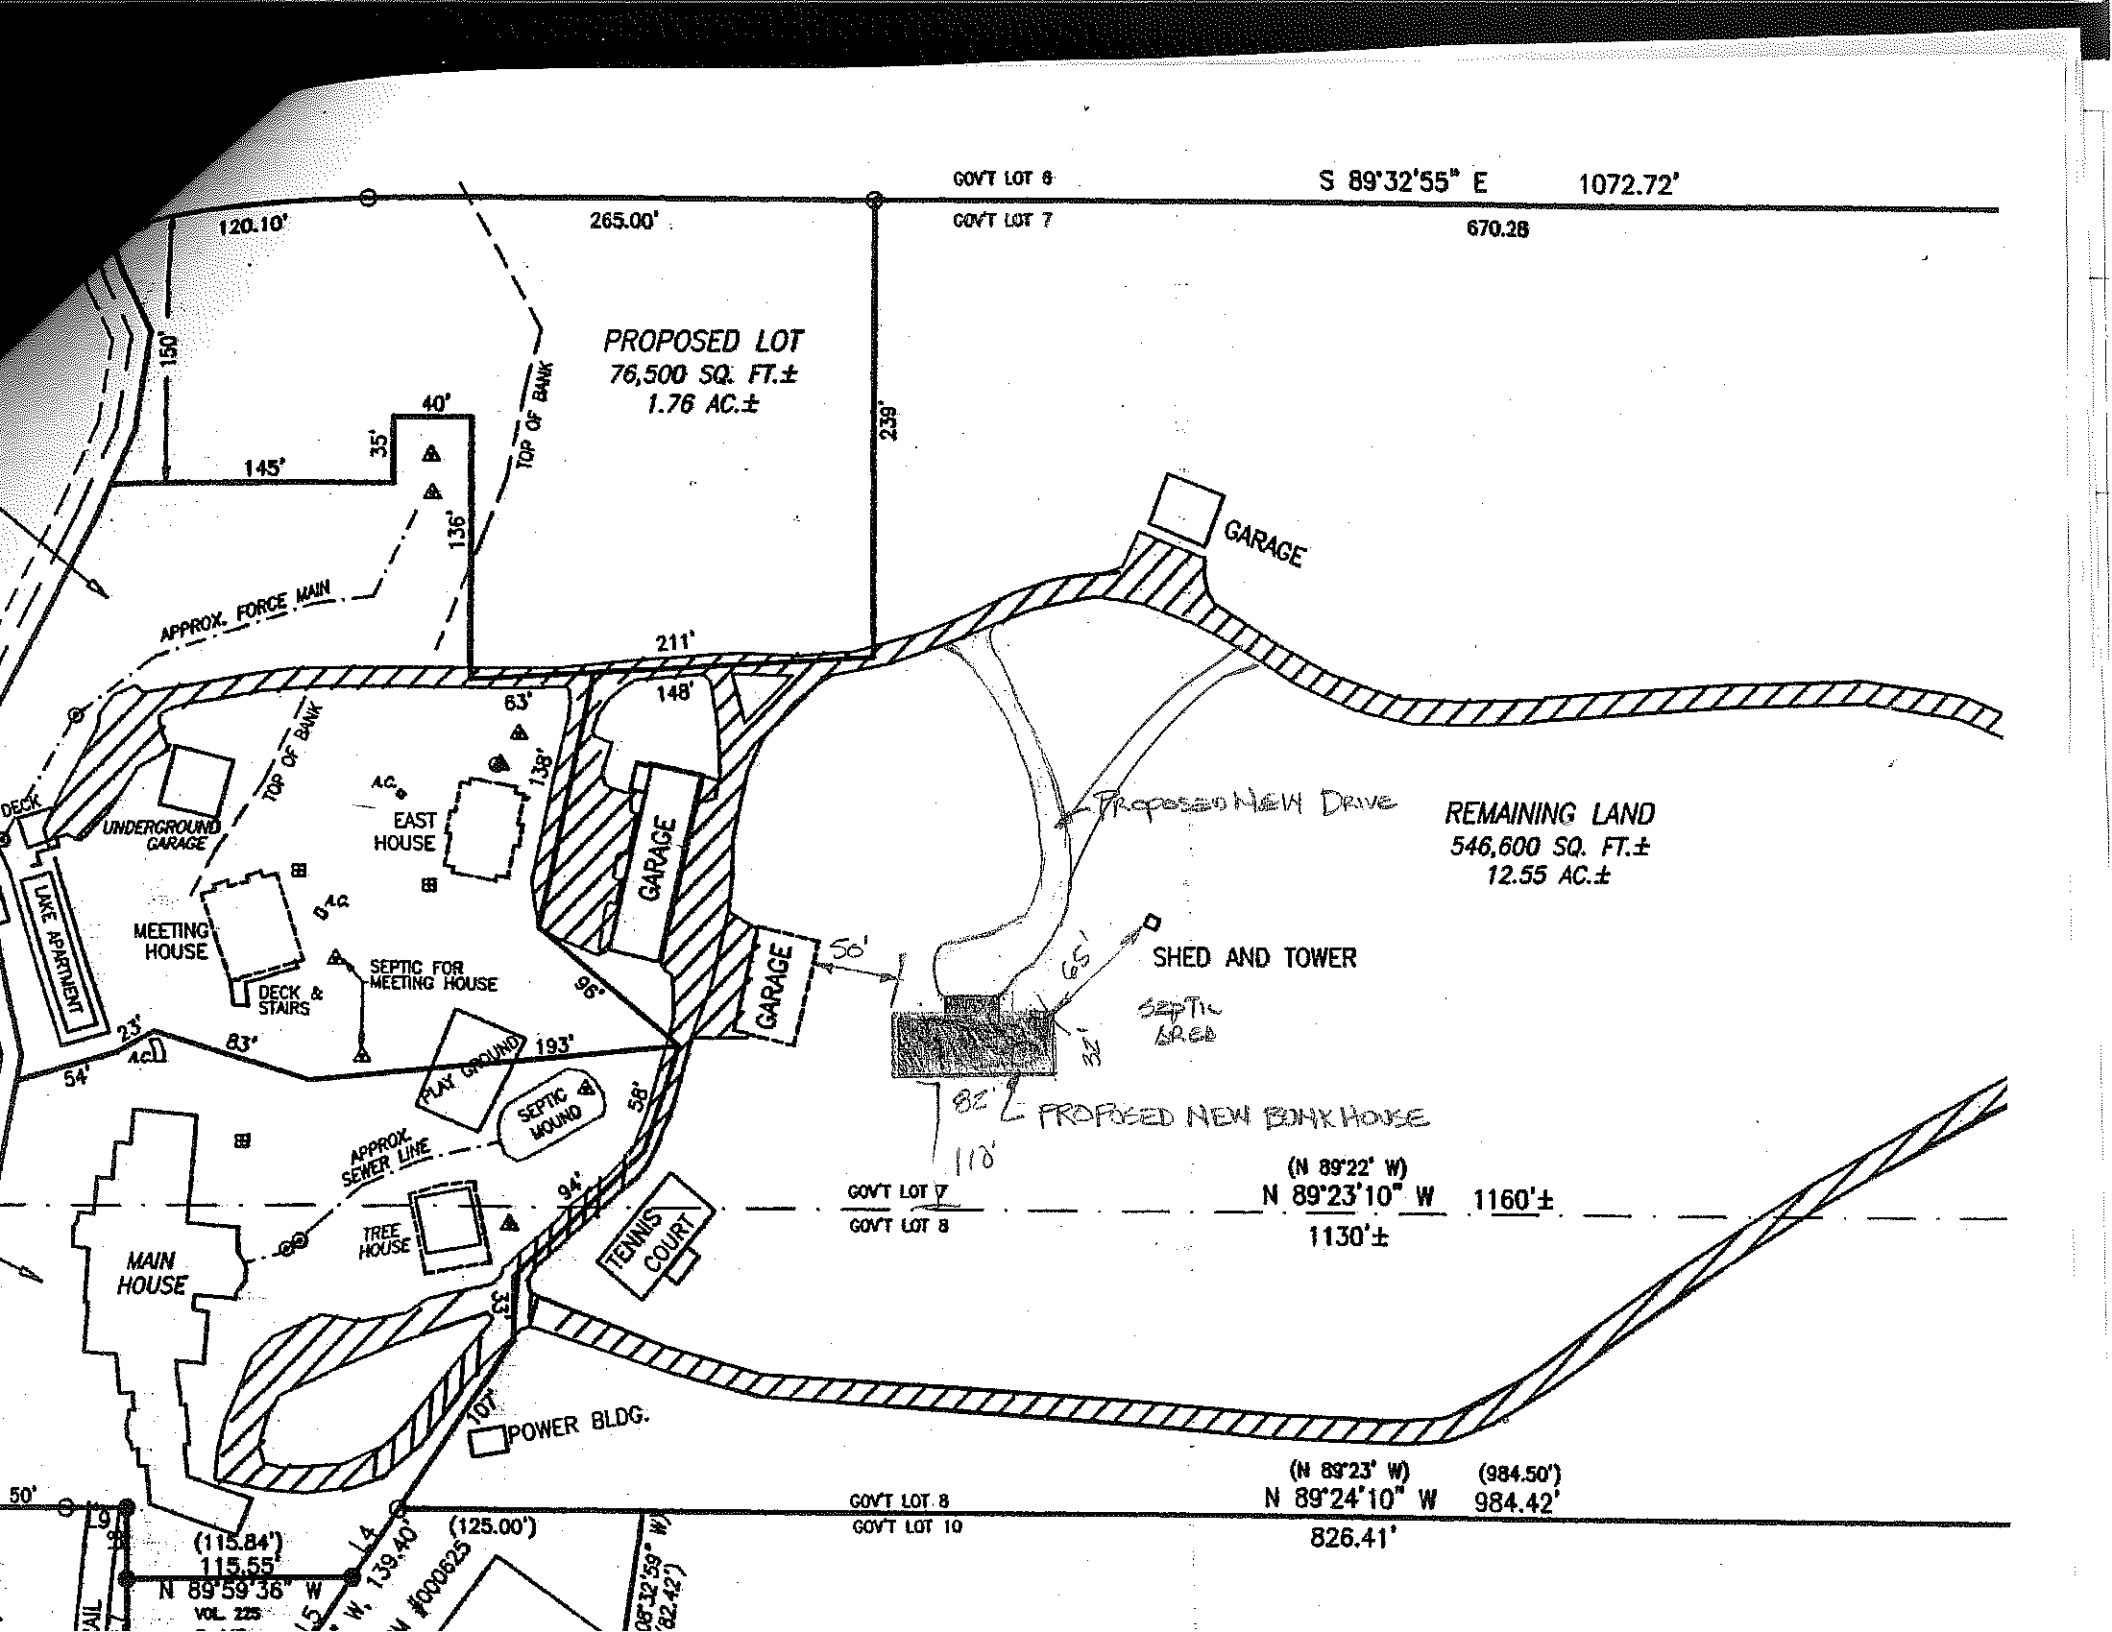 GOV'T LOT 6
S 89°32'55" E 1072.72'
120.10'
265.00'
GOV'T LOT 7
670.28
150'
PROPOSED LOT
76,500 SQ. FT.±
1.76 AC.±
TOP OF BANK
239'
40'
35'
145'
136'
GARAGE
APPROX. FORCE MAIN
211'
63'
148'
138'
TOP OF BANK
DECK
UNDERGROUND
GARAGE
A.C.
EAST
HOUSE
GARAGE
PROPOSED NEW DRIVE
REMAINING LAND
546,600 SQ. FT.±
12.55 AC.±
LAKE APARTMENT
A.C.
MEETING
HOUSE
SEPTIC FOR
MEETING HOUSE
DECK &
STAIRS
96'
GARAGE
50'
65'
SHED AND TOWER
SEPTIC
AREA
32'
23'
A.C.
83'
54'
193'
PLAY GROUND
SEPTIC
MOUND
58'
82'
PROPOSED NEW BUNKHOUSE
110'
APPROX.
SEWER LINE
94'
(N 89°22' W)
GOV'T LOT 7
N 89°23'10" W 1160'±
GOV'T LOT 8
1130'±
TREE
HOUSE
TENNIS
COURT
MAIN
HOUSE
33'
107'
POWER BLDG.
(N 89°23' W) (984.50')
50'
GOV'T LOT 8
N 89°24'10" W 984.42'
L9
(125.00')
GOV'T LOT 10
826.41'
(115.84')
115.55'
L4
139.40'
N 89°59'36" W
VOL. 225
L5
#000625
08°32'59" W)